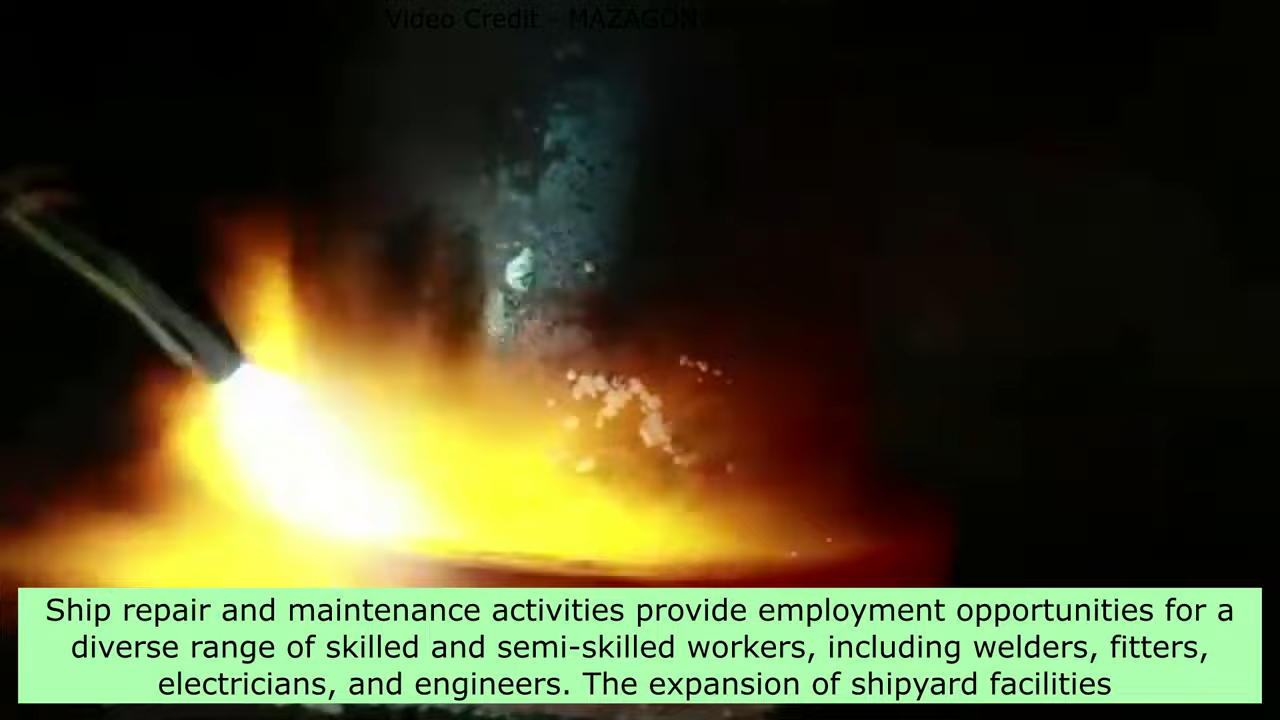 Video Credit - MAZAGON
Ship repair and maintenance activities provide employment opportunities for a
diverse range of skilled and semi-skilled workers, including welders, fitters,
electricians, and engineers. The expansion of shipyard facilities